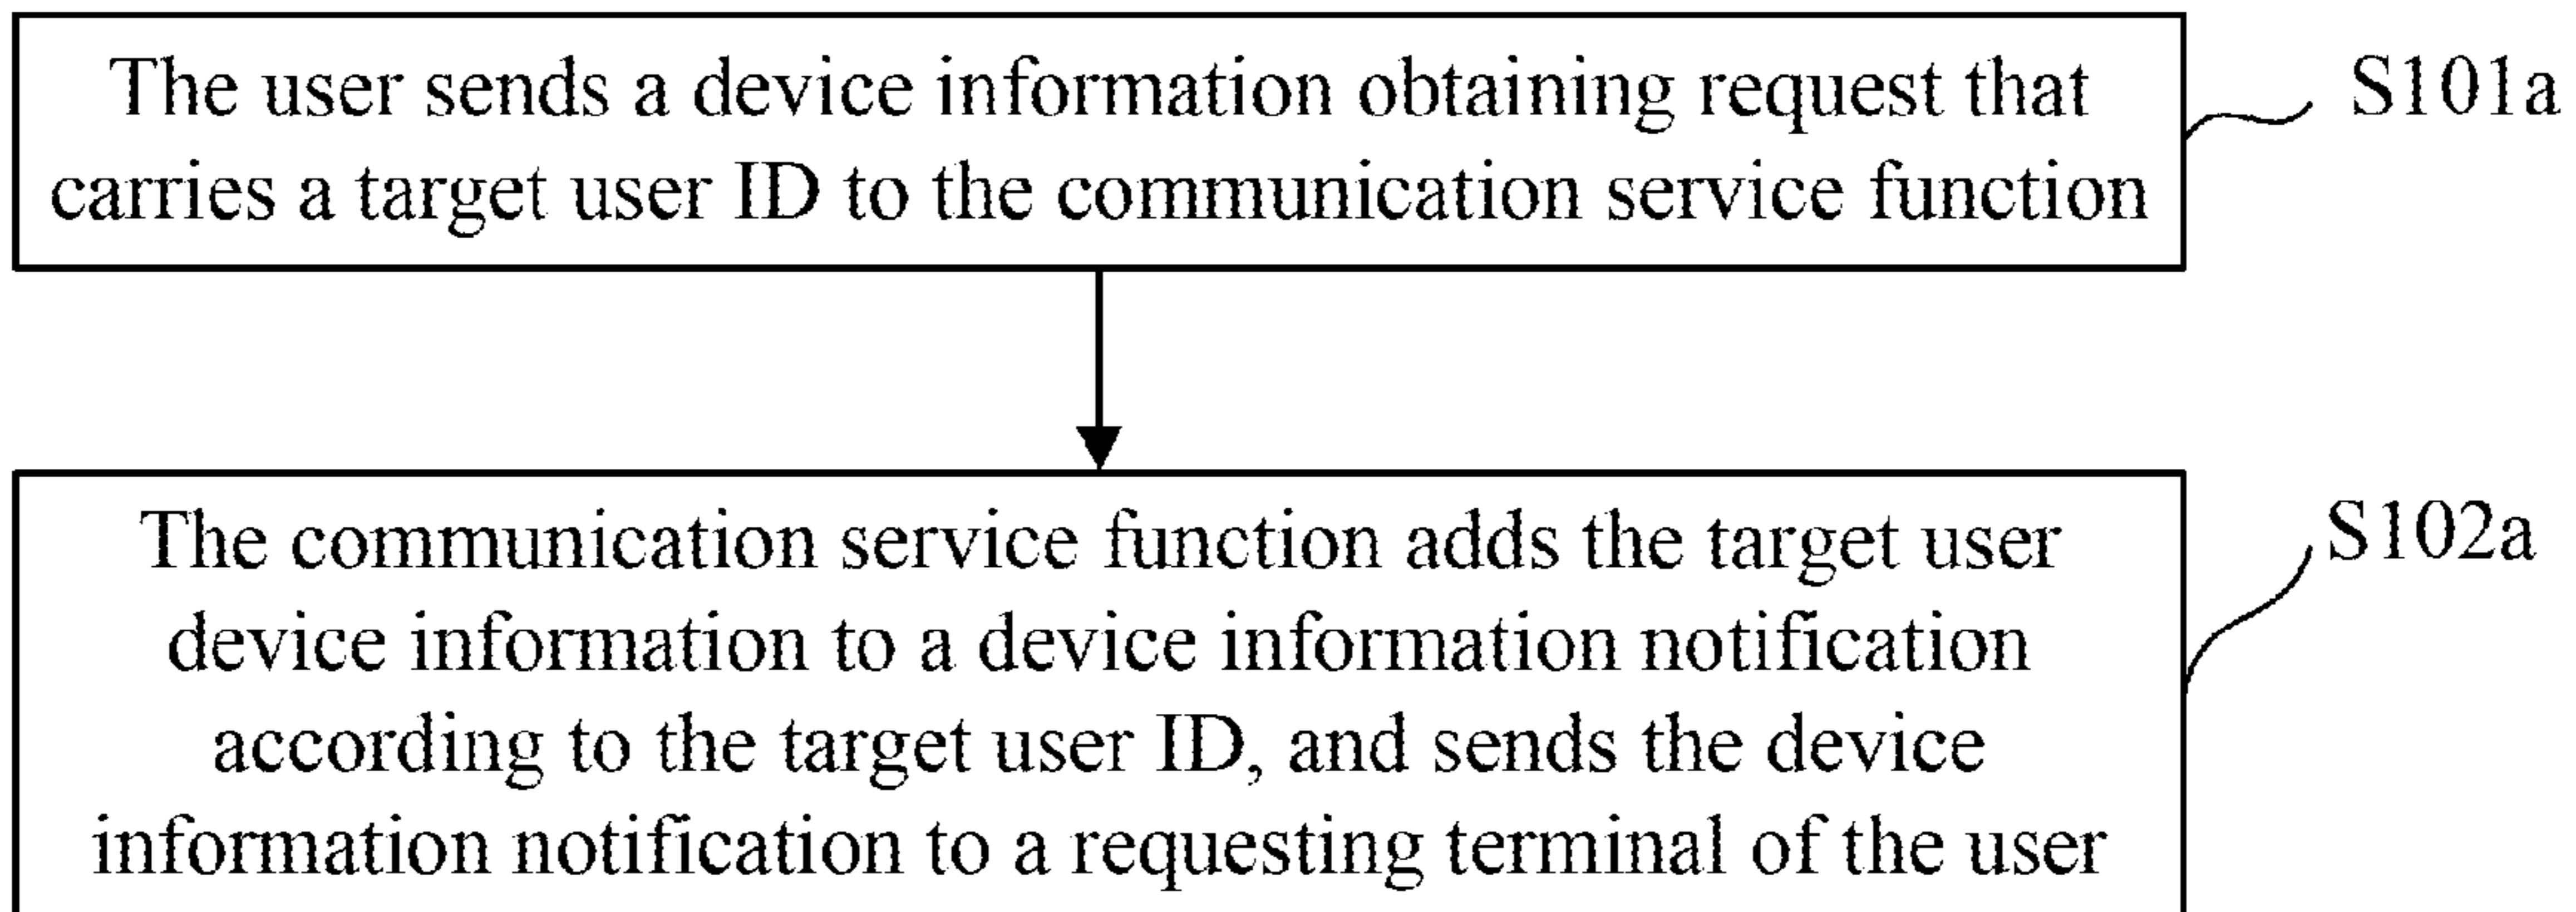 The user sends a device information obtaining request that
carries a target user ID to the communication service function
S101a
The communication service function adds the target user
device information to a device information notification
according to the target user ID, and sends the device
information notification to a requesting terminal of the user
S102a